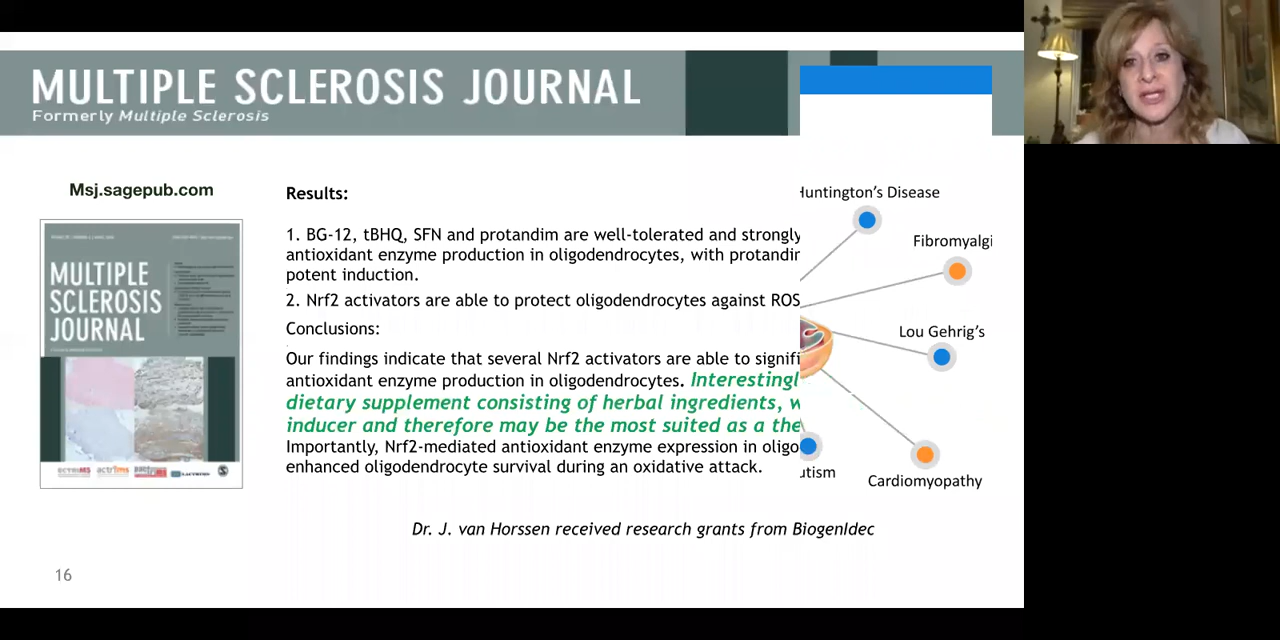 MULTIPLE SCLEROSIS JOURNAL
Formerly Multiple Sclerosis
Msj.sagepub.com
MULTIPLE
SCLEROSIS
JOURNAL
Results:
1. BG-12, tBHQ, SFN and protandim are well-tolerated and strongly
antioxidant enzyme production in oligodendrocytes, with protandim
potent induction.
2. Nrf2 activators are able to protect oligodendrocytes against ROS
Conclusions:
Our findings indicate that several Nrf2 activators are able to signifi
antioxidant enzyme production in oligodendrocytes. Interestingl
dietary supplement consisting of herbal ingredients, w
inducer and therefore may be the most suited as a the
Importantly, Nrf2-mediated antioxidant enzyme expression in oligo
enhanced oligodendrocyte survival during an oxidative attack.
Dr. J. van Horssen received research grants from BiogenIdec
16
Huntington's Disease
Fibromyalgi
Lou Gehrig's
utism
Cardiomyopathy